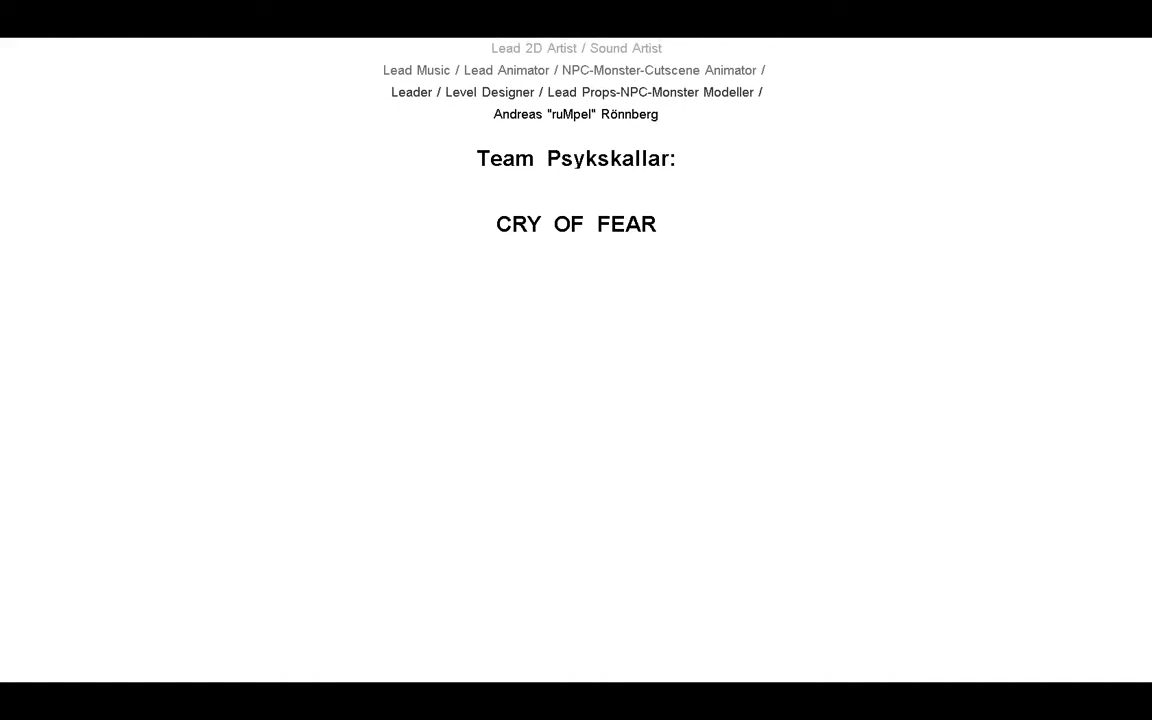 Lead 2D Artist / Sound Artist
Lead Music / Lead Animator / NPC-Monster-Cutscene Animator /
Leader / Level Designer / Lead Props-NPC-Monster Modeller /
Andreas "ruMpel" Rönnberg
Team Psykskallar:
CRY OF FEAR